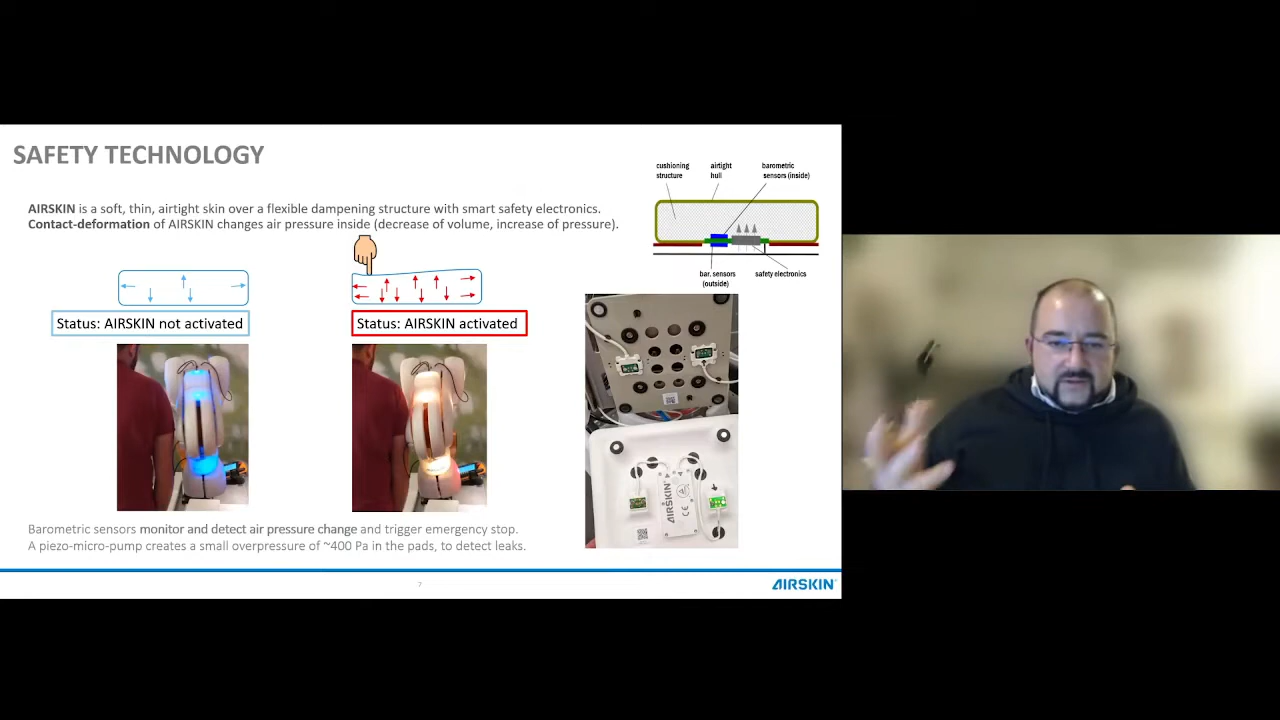 SAFETY TECHNOLOGY
AIRSKIN is a soft, thin, airtight skin over a flexible dampening structure with smart safety electronics.
Contact-deformation of AIRSKIN changes air pressure inside (decrease of volume, increase of pressure).
cushioning structure
airtight hull
barometric sensors (inside)
bar. sensors (outside)
safety electronics
Status: AIRSKIN not activated
Status: AIRSKIN activated
AIRSKIN
CE
Barometric sensors monitor and detect air pressure change and trigger emergency stop.
A piezo-micro-pump creates a small overpressure of ~400 Pa in the pads, to detect leaks.
7
AIRSKIN